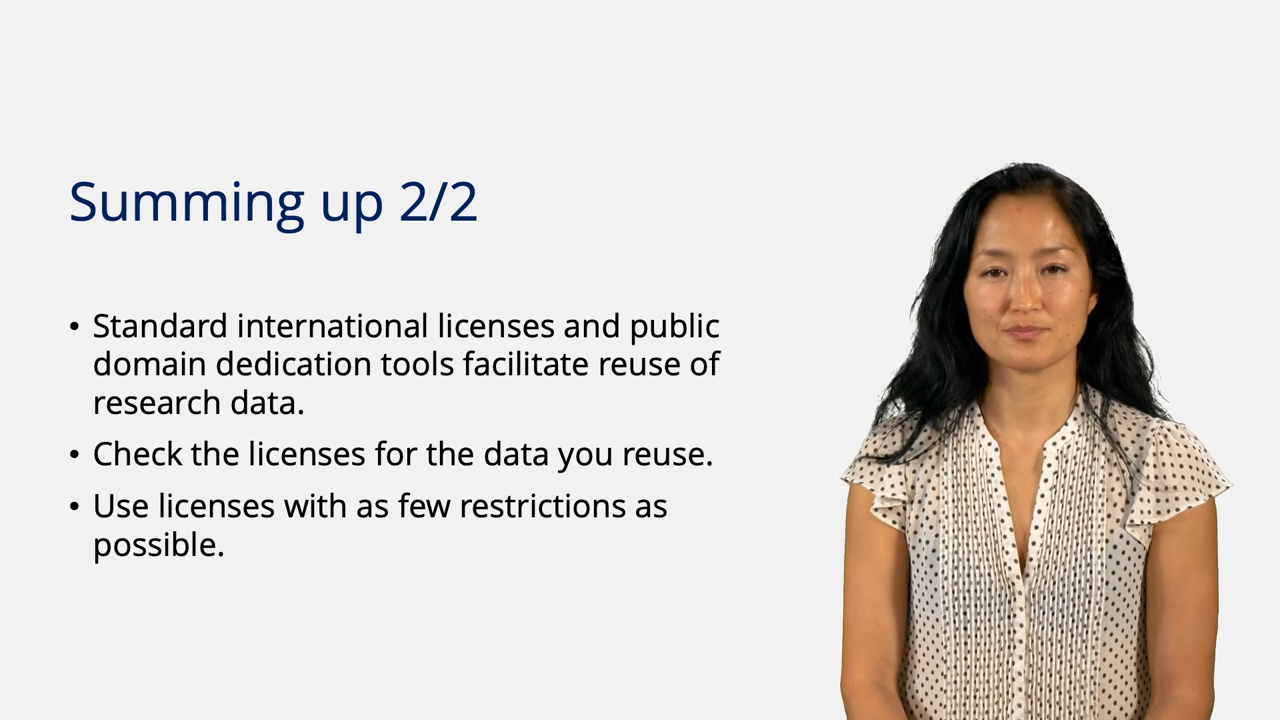 Summing up 2/2
• Standard international licenses and public
domain dedication tools facilitate reuse of
research data.
• Check the licenses for the data you reuse.
• Use licenses with as few restrictions as
possible.